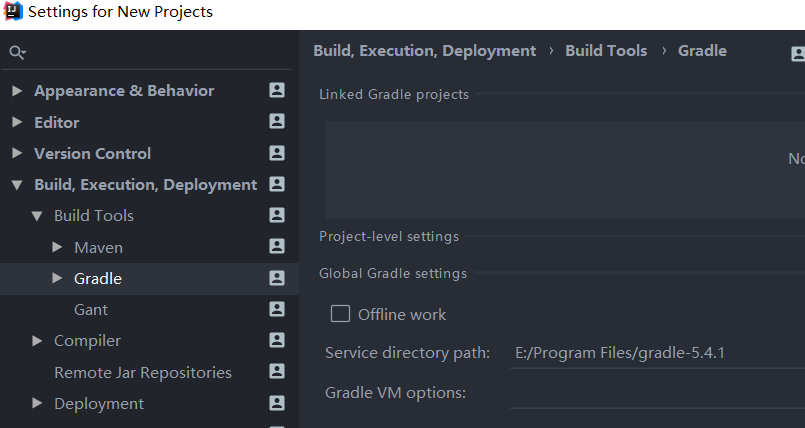 Settings for New Projects
Build, Execution, Deployment › Build Tools › Gradle
Appearance & Behavior
Editor
Version Control
Build, Execution, Deployment
Build Tools
Maven
Gradle
Gant
Compiler
Remote Jar Repositories
Deployment
Linked Gradle projects
No
Project-level settings
Global Gradle settings
Offline work
Service directory path: E:/Program Files/gradle-5.4.1
Gradle VM options: